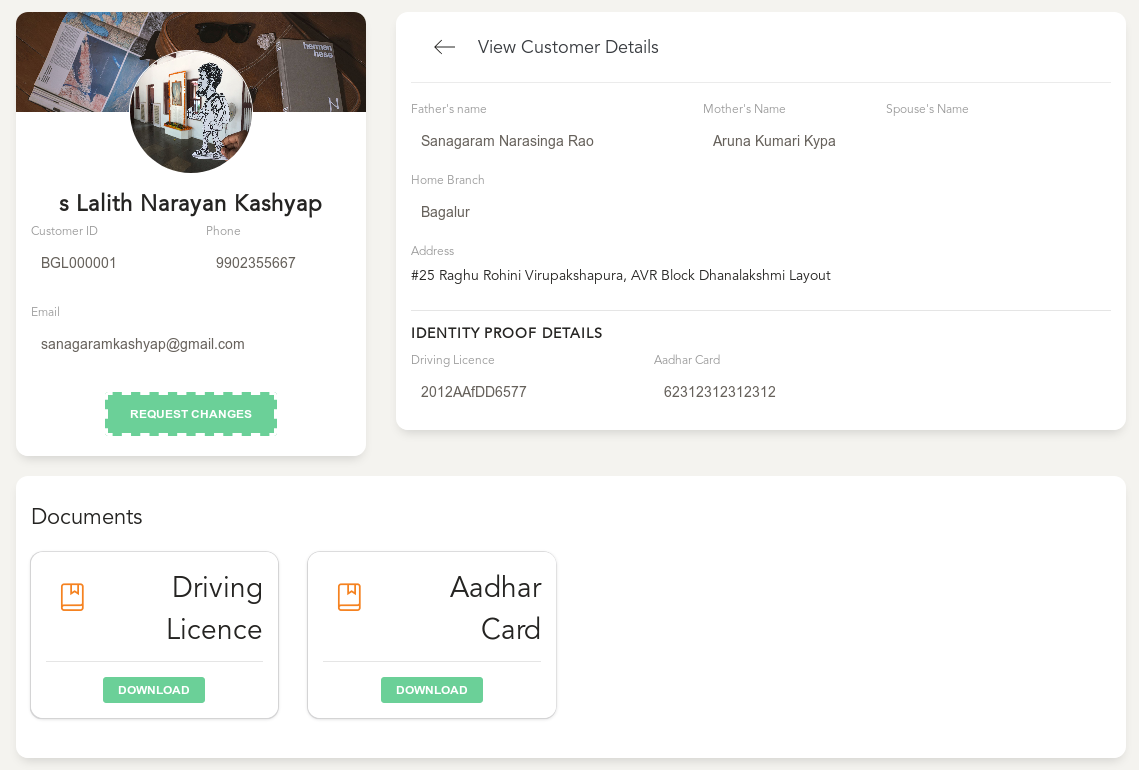 s Lalith Narayan Kashyap
Customer ID
Phone
BGL000001
9902355667
Email
sanagaramkashyap@gmail.com
REQUEST CHANGES
View Customer Details
Father's name
Mother's Name
Spouse's Name
Sanagaram Narasinga Rao
Aruna Kumari Kypa
Home Branch
Bagalur
Address
#25 Raghu Rohini Virupakshapura, AVR Block Dhanalakshmi Layout
IDENTITY PROOF DETAILS
Driving Licence
Aadhar Card
2012AAfDD6577
62312312312312
Documents
Driving
Licence
DOWNLOAD
Aadhar
Card
DOWNLOAD